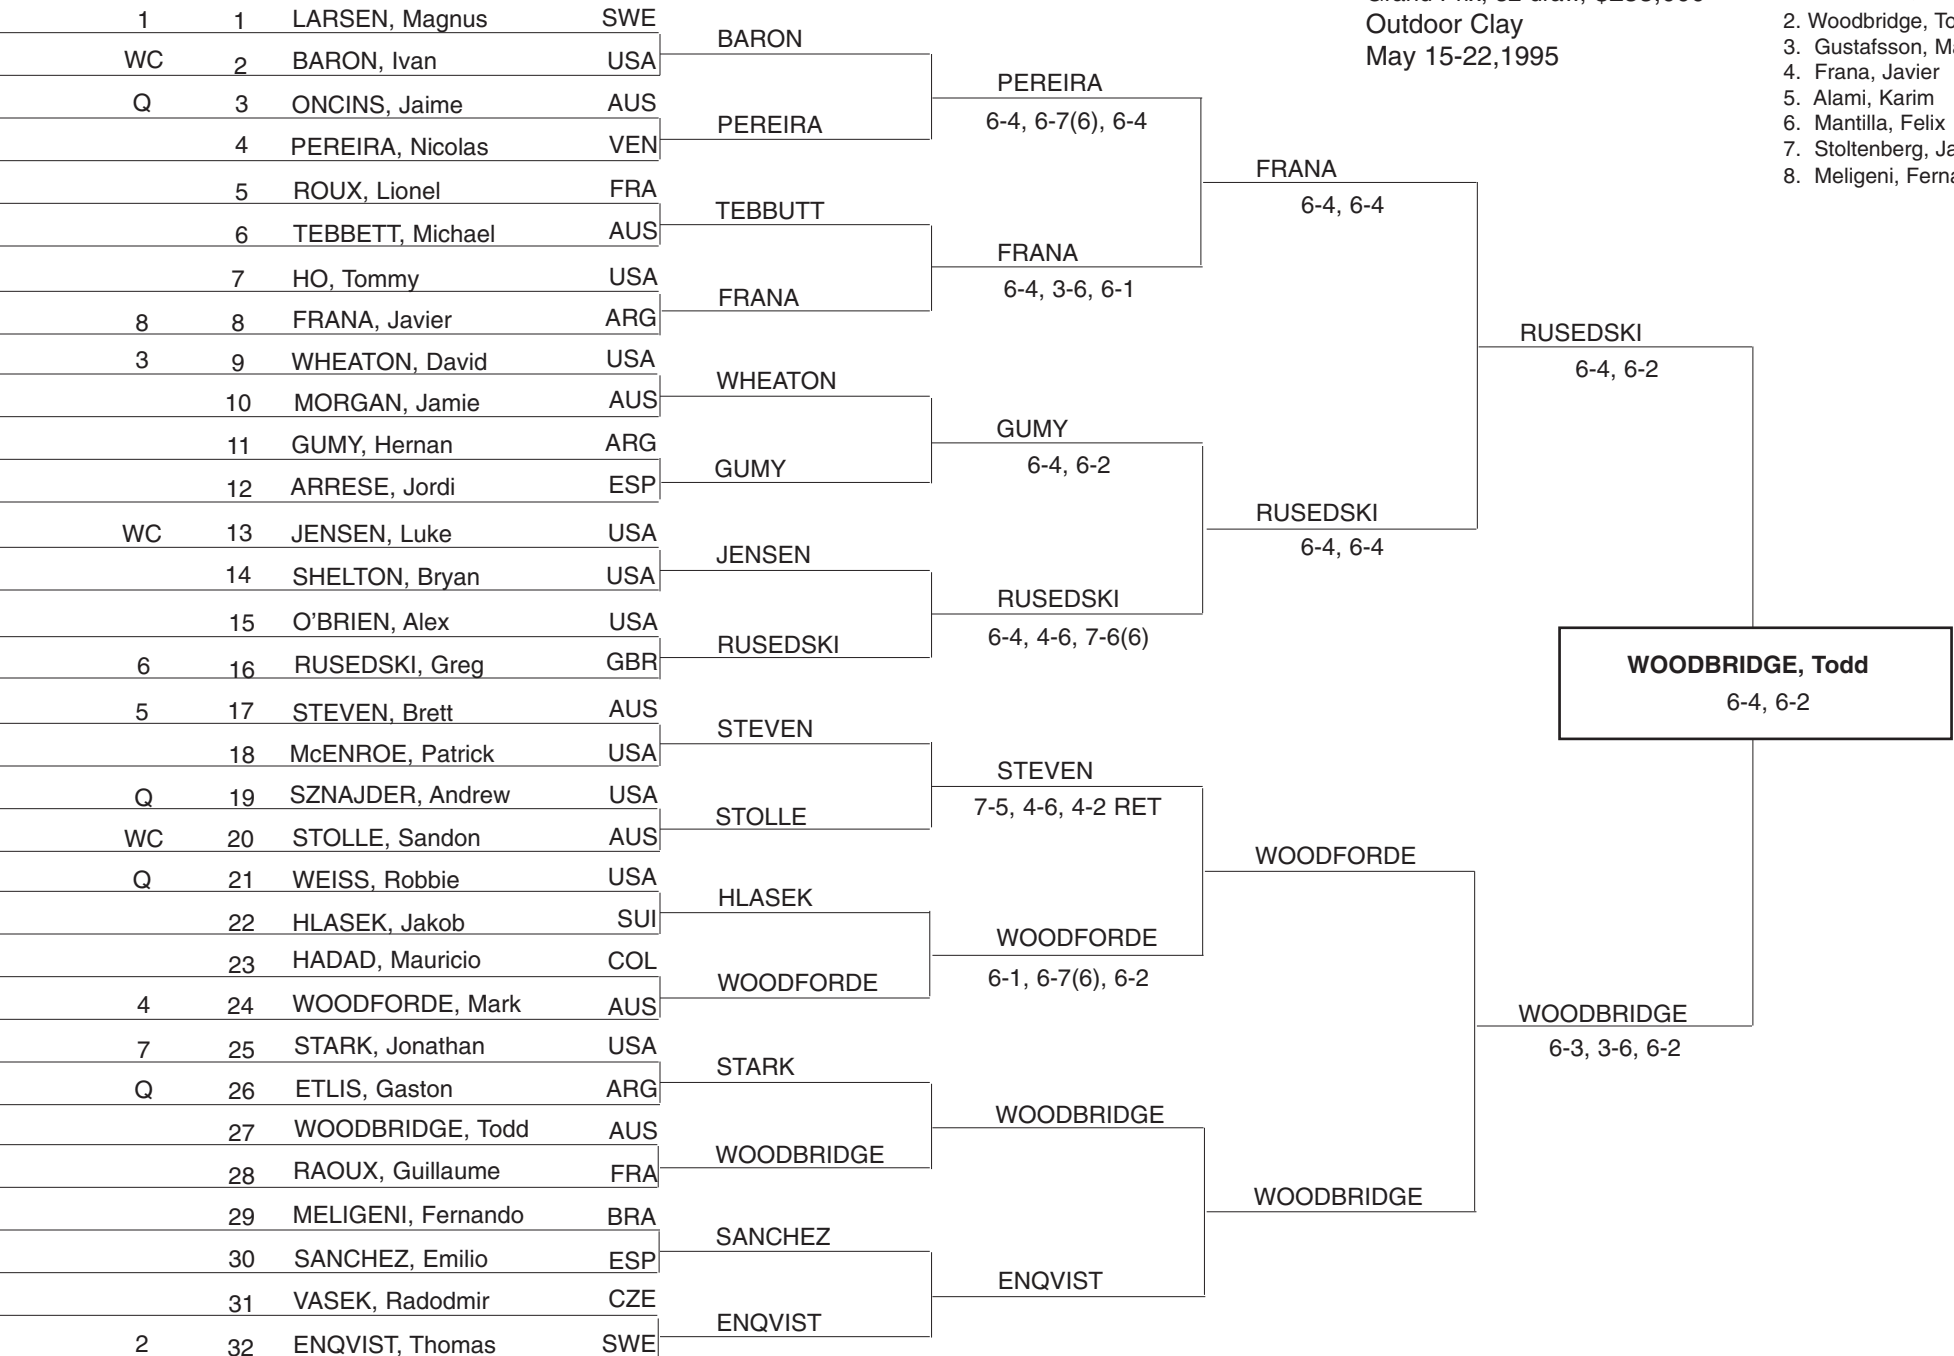 1 1 LARSEN, Magnus SWE
WC 2 BARON, Ivan USA
Q 3 ONCINS, Jaime AUS
4 PEREIRA, Nicolas VEN
5 ROUX, Lionel FRA
6 TEBBETT, Michael AUS
7 HO, Tommy USA
8 8 FRANA, Javier ARG
3 9 WHEATON, David USA
10 MORGAN, Jamie AUS
11 GUMY, Hernan ARG
12 ARRESE, Jordi ESP
WC 13 JENSEN, Luke USA
14 SHELTON, Bryan USA
15 O’BRIEN, Alex USA
6 16 RUSEDSKI, Greg GBR
5 17 STEVEN, Brett AUS
18 McENROE, Patrick USA
Q 19 SZNAJDER, Andrew USA
WC 20 STOLLE, Sandon AUS
Q 21 WEISS, Robbie USA
22 HLASEK, Jakob SUI
23 HADAD, Mauricio COL
4 24 WOODFORDE, Mark AUS
7 25 STARK, Jonathan USA
Q 26 ETLIS, Gaston ARG
27 WOODBRIDGE, Todd AUS
28 RAOUX, Guillaume FRA
29 MELIGENI, Fernando BRA
30 SANCHEZ, Emilio ESP
31 VASEK, Radodmir CZE
2 32 ENQVIST, Thomas SWE
BARON
PEREIRA
TEBBUTT
FRANA
WHEATON
GUMY
JENSEN
RUSEDSKI
STEVEN
STOLLE
HLASEK
WOODFORDE
STARK
WOODBRIDGE
SANCHEZ
ENQVIST
PEREIRA
6-4, 6-7(6), 6-4
FRANA
6-4, 3-6, 6-1
GUMY
6-4, 6-2
RUSEDSKI
6-4, 4-6, 7-6(6)
STEVEN
7-5, 4-6, 4-2 RET
WOODFORDE
6-1, 6-7(6), 6-2
WOODBRIDGE
ENQVIST
FRANA
6-4, 6-4
RUSEDSKI
6-4, 6-4
WOODFORDE
WOODBRIDGE
RUSEDSKI
6-4, 6-2
WOODBRIDGE
6-3, 3-6, 6-2
WOODBRIDGE, Todd
6-4, 6-2
Outdoor Clay
May 15-22,1995
2. Woodbridge, To
3. Gustafsson, Ma
4. Frana, Javier
5. Alami, Karim
6. Mantilla, Felix
7. Stoltenberg, Ja
8. Meligeni, Ferna